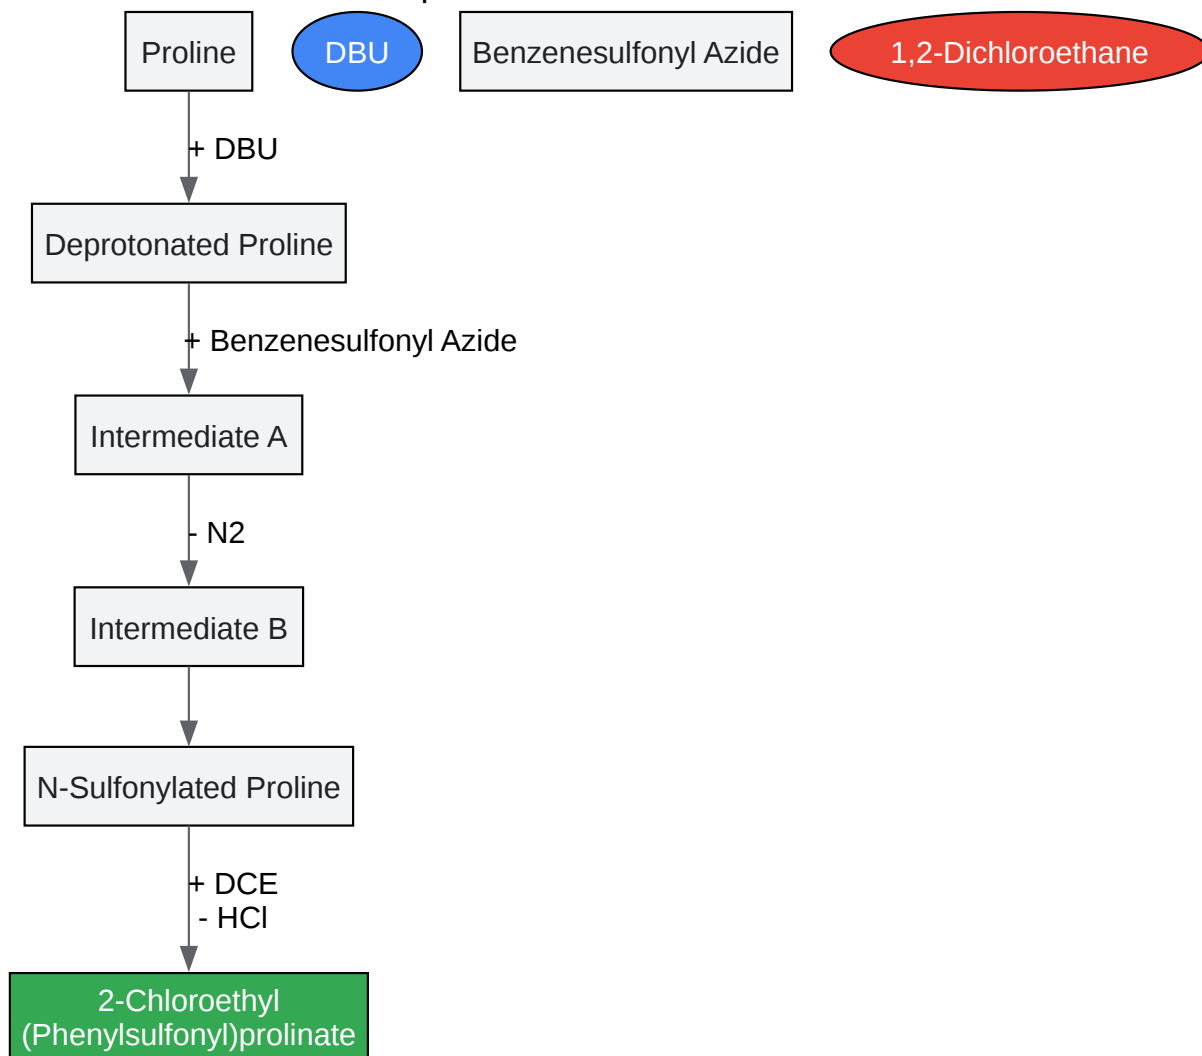 Proline
DBU
Benzenesulfonyl Azide
1,2-Dichloroethane
+ DBU
Deprotonated Proline
+ Benzenesulfonyl Azide
Intermediate A
- N2
Intermediate B
N-Sulfonylated Proline
+ DCE
- HCl
2-Chloroethyl
(Phenylsulfonyl)prolinate